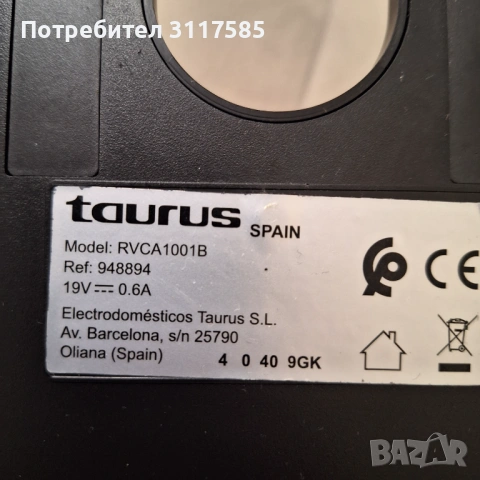 Потребител 3117585
taurus SPAIN
Model: RVCA1001B
Ref: 948894
19V 0.6A
Electrodomésticos Taurus S.L.
Av. Barcelona, s/n 25790
Oliana (Spain) 4 0 40 9GK
CE
BAZAR